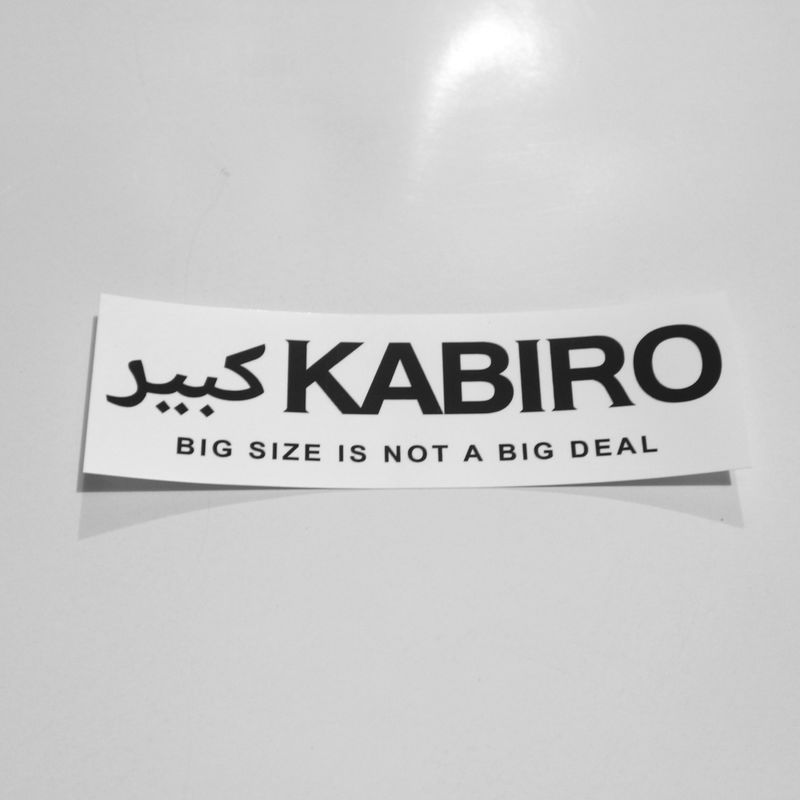 كبير KABIRO
BIG SIZE IS NOT A BIG DEAL